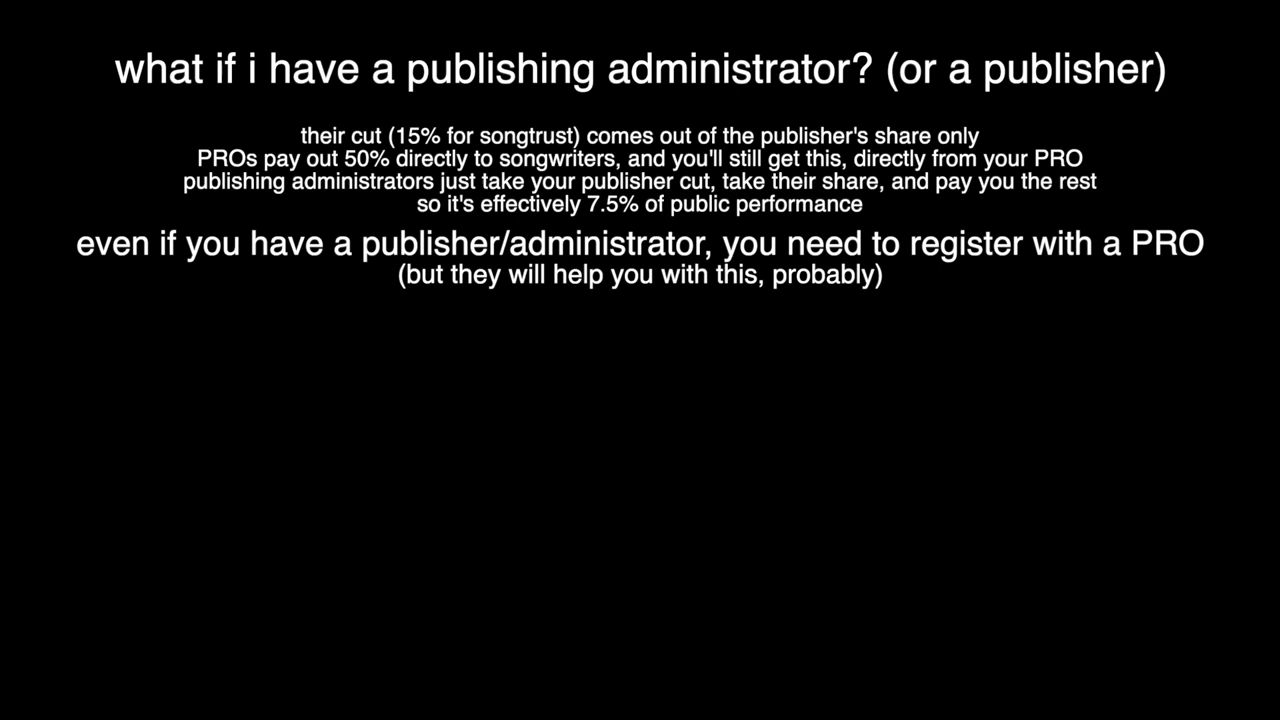 what if i have a publishing administrator? (or a publisher)
their cut (15% for songtrust) comes out of the publisher's share only
PROs pay out 50% directly to songwriters, and you'll still get this, directly from your PRO
publishing administrators just take your publisher cut, take their share, and pay you the rest
so it's effectively 7.5% of public performance
even if you have a publisher/administrator, you need to register with a PRO
(but they will help you with this, probably)